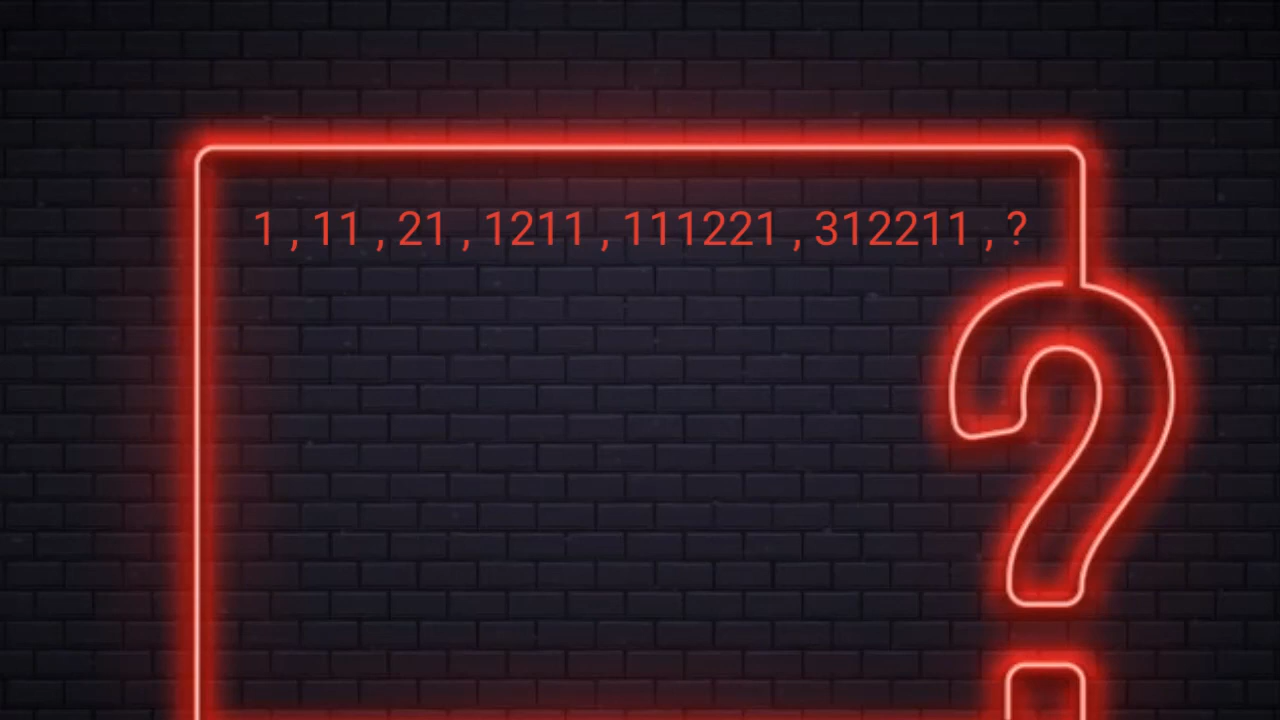 1 , 11 , 21 , 1211 , 111221 , 312211 , ?